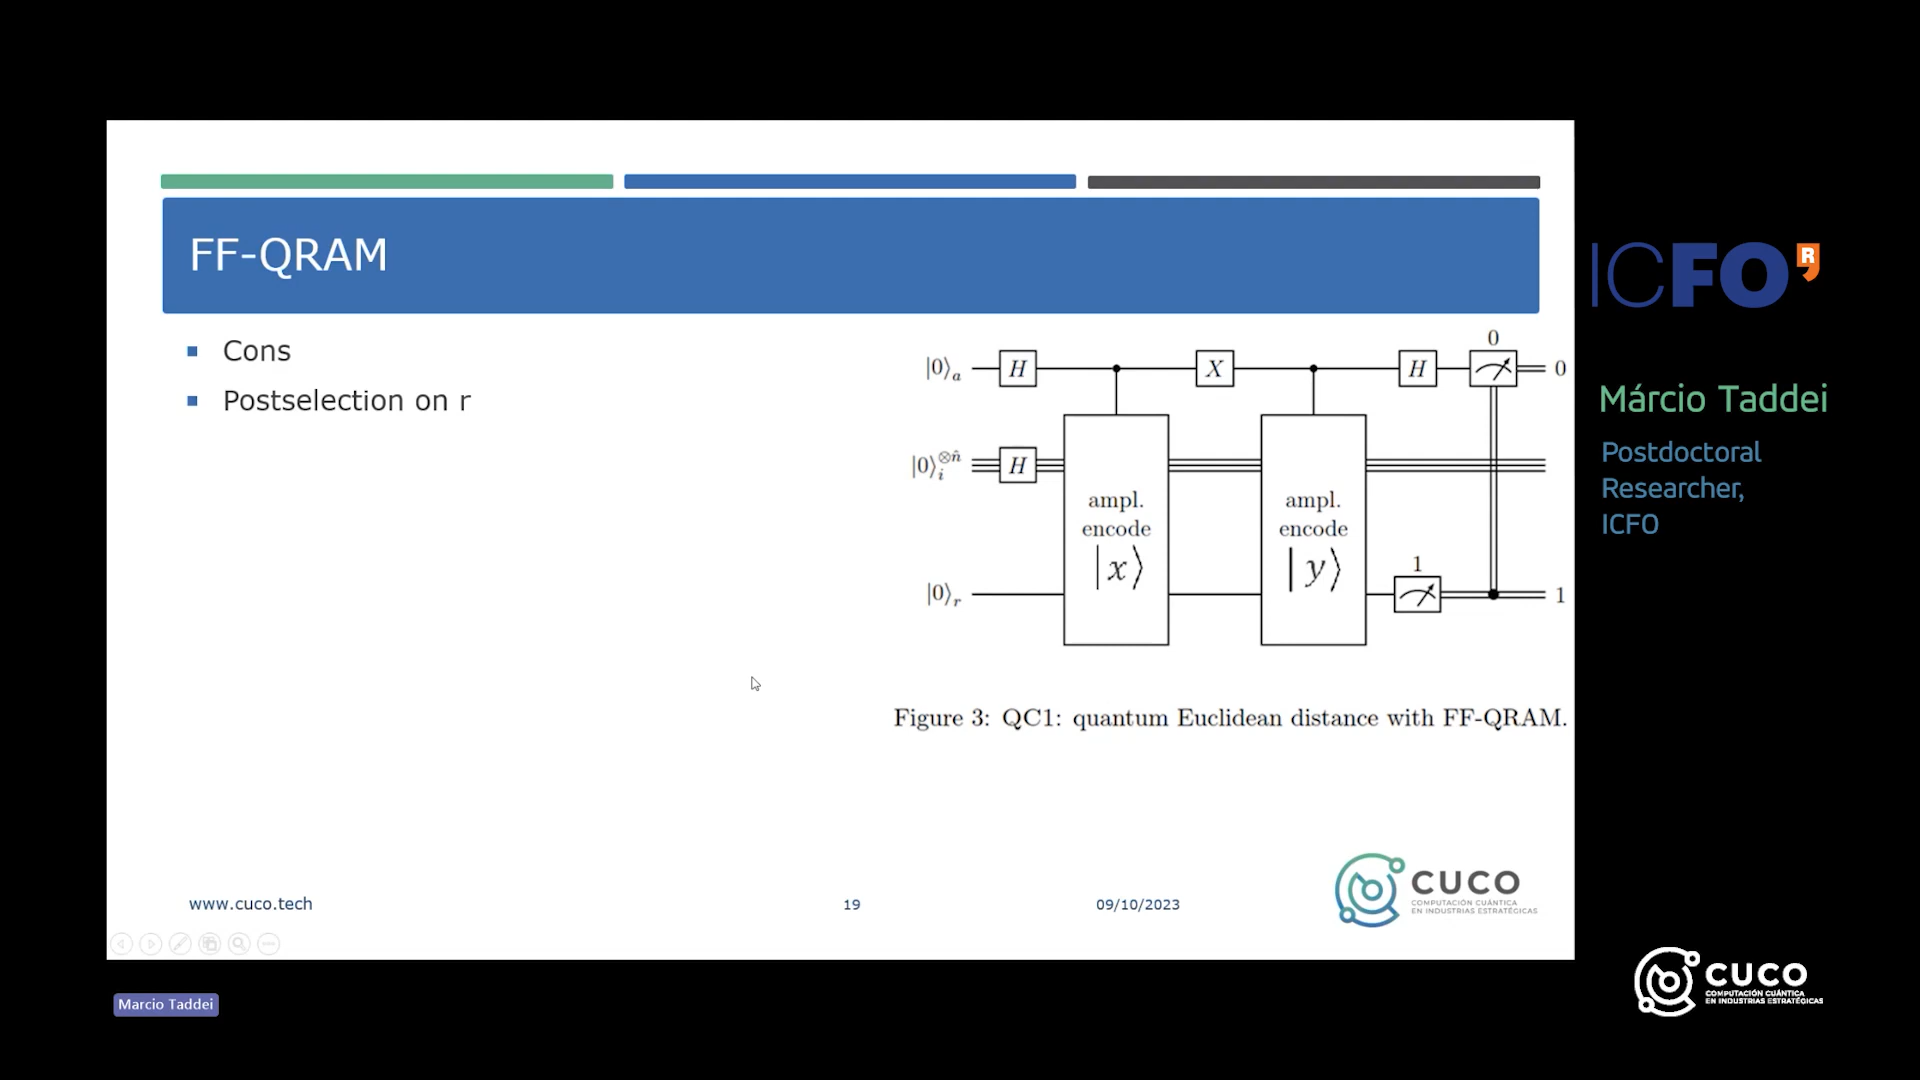 FF-QRAM
Cons
Postselection on r
0
|0⟩a H X H 0
|0⟩i⊗n̂ H
ampl. encode |x⟩
ampl. encode |y⟩
1
|0⟩r 1
Figure 3: QC1: quantum Euclidean distance with FF-QRAM.
www.cuco.tech
19
09/10/2023
CUCO
COMPUTACIÓN CUÁNTICA
EN INDUSTRIAS ESTRATÉGICAS
ICFO R
Márcio Taddei
Postdoctoral
Researcher,
ICFO
CUCO
COMPUTACIÓN CUÁNTICA
EN INDUSTRIAS ESTRATÉGICAS
Marcio Taddei